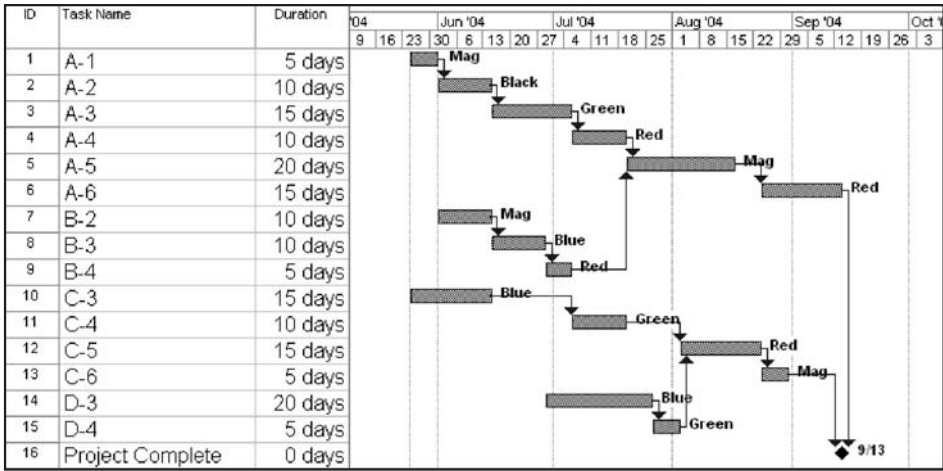 ID Task Name Duration '04 Jun '04 Jul '04 Aug '04 Sep '04 Oct '
9 16 23 30 6 13 20 27 4 11 18 25 1 8 15 22 29 5 12 19 26 3
1 A-1 5 days Mag
2 A-2 10 days Black
3 A-3 15 days Green
4 A-4 10 days Red
5 A-5 20 days Mag
6 A-6 15 days Red
7 B-2 10 days Mag
8 B-3 10 days Blue
9 B-4 5 days Red
10 C-3 15 days Blue
11 C-4 10 days Green
12 C-5 15 days Red
13 C-6 5 days Mag
14 D-3 20 days Blue
15 D-4 5 days Green
16 Project Complete 0 days 9/13